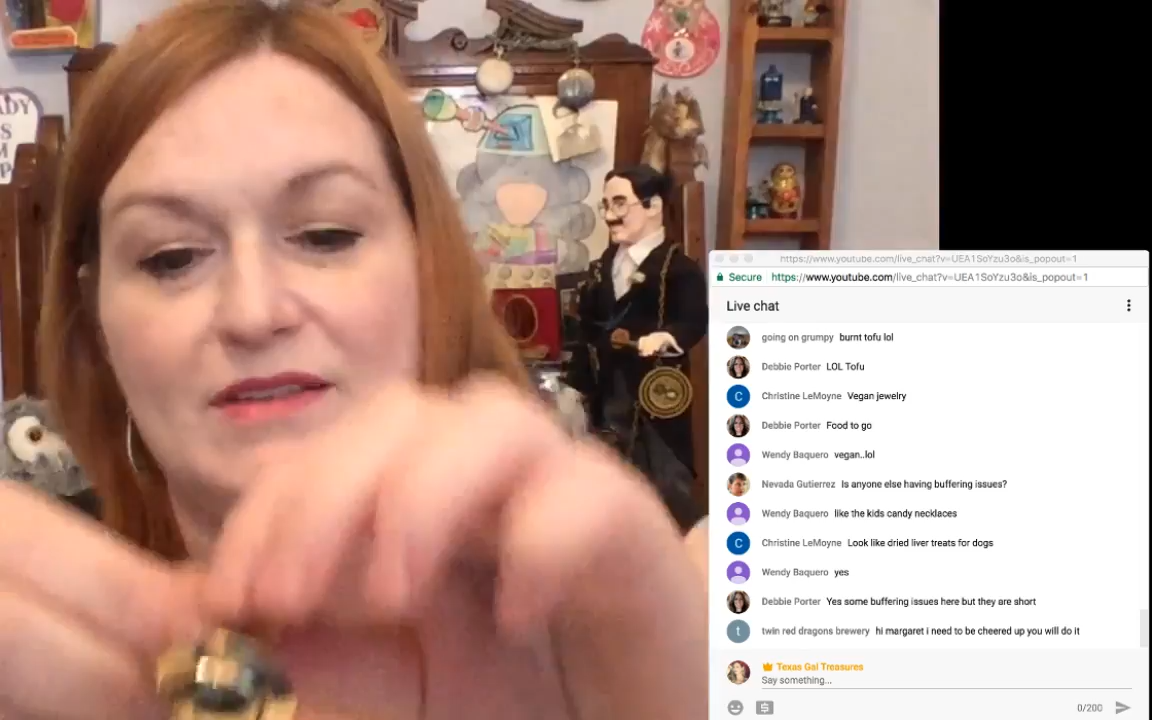 ADY
S
M
P
https://www.youtube.com/live_chat?v=UEA1SoYzu3o&is_popout=1
Secure https://www.youtube.com/live_chat?v=UEA1SoYzu3o&is_popout=1
Live chat
going on grumpy burnt tofu lol
Debbie Porter LOL Tofu
C Christine LeMoyne Vegan jewelry
Debbie Porter Food to go
Wendy Baquero vegan..lol
Nevada Gutierrez Is anyone else having buffering issues?
Wendy Baquero like the kids candy necklaces
C Christine LeMoyne Look like dried liver treats for dogs
Wendy Baquero yes
Debbie Porter Yes some buffering issues here but they are short
t twin red dragons brewery hi margaret i need to be cheered up you will do it
Texas Gal Treasures
Say something...
0/200